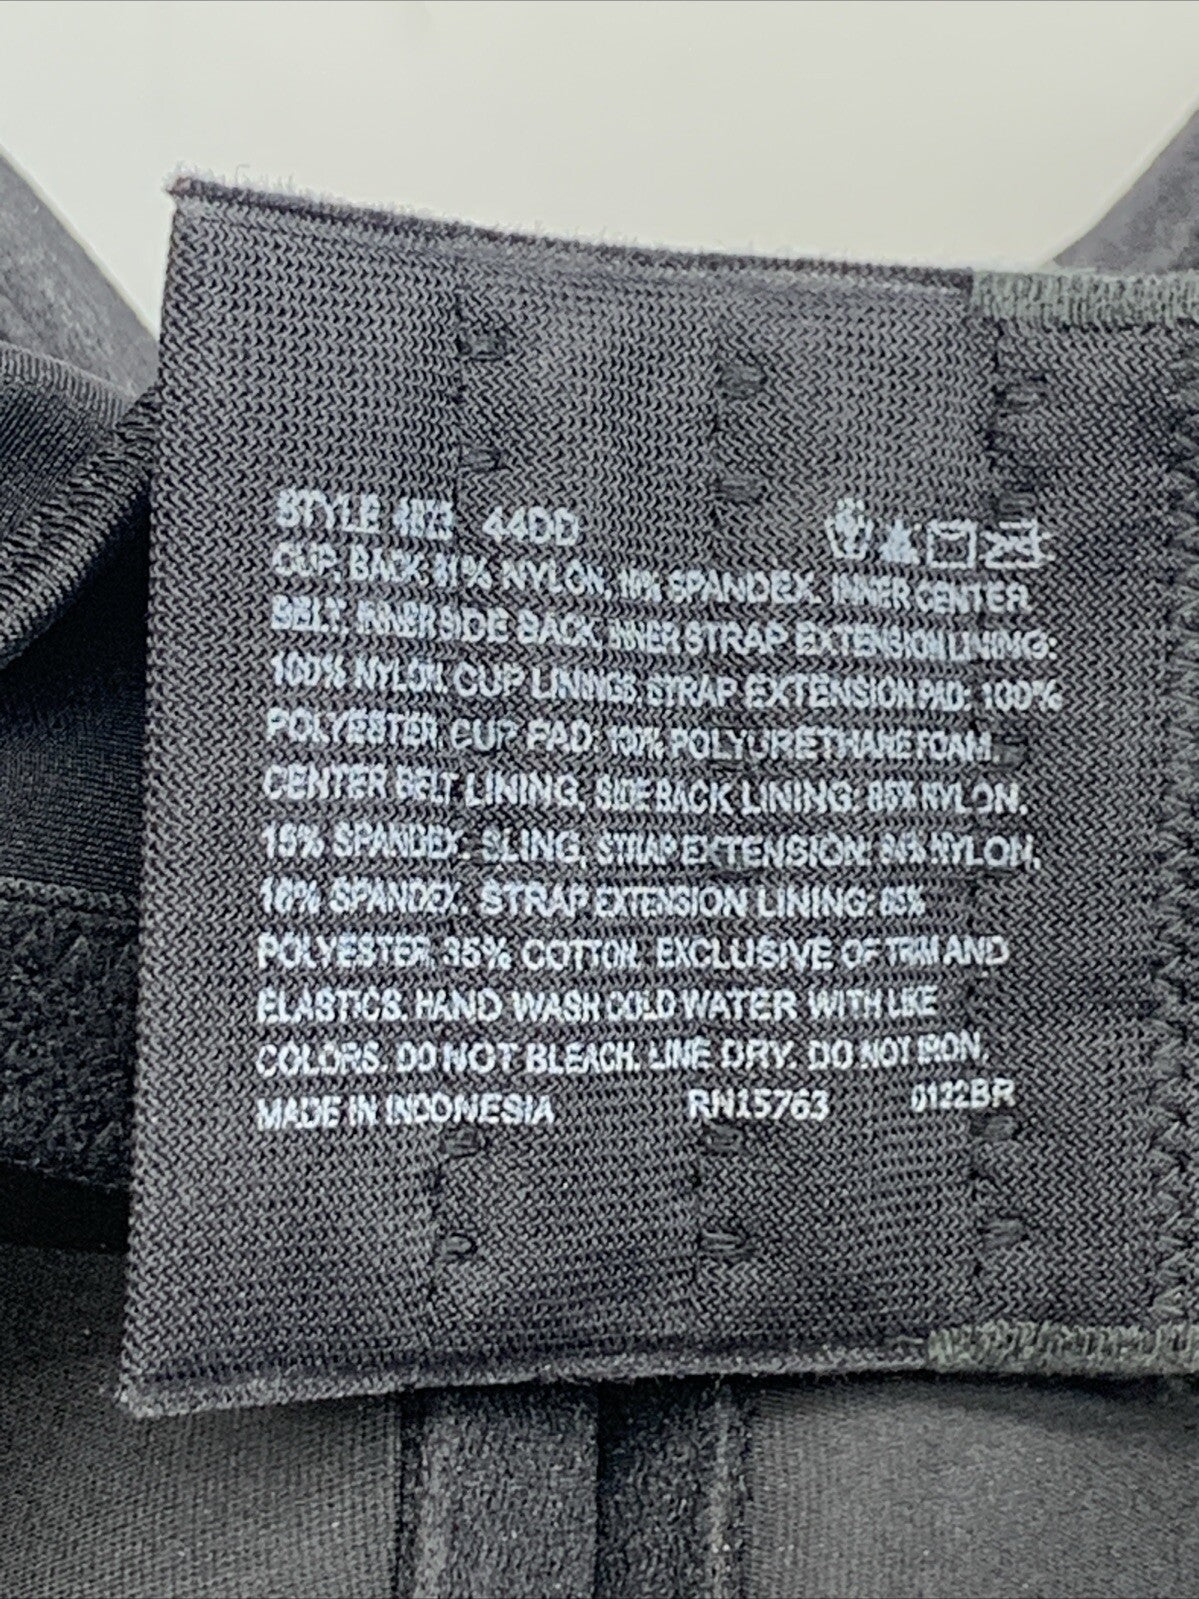 STYLE 44DD
CUP, BACK: 81% NYLON, 19% SPANDEX. INNER CENTER
BELT, INNER SIDE BACK, INNER STRAP EXTENSION LINING:
100% NYLON. CUP LININGS, STRAP EXTENSION PAD: 100%
POLYESTER. CUP PAD: 100% POLYURETHANE FOAM.
CENTER BELT LINING, SIDE BACK LINING: 85% NYLON,
15% SPANDEX. SLING, STRAP EXTENSION: 84% NYLON,
16% SPANDEX. STRAP EXTENSION LINING: 65%
POLYESTER, 35% COTTON. EXCLUSIVE OF TRIM AND
ELASTICS. HAND WASH COLD WATER WITH LIKE
COLORS. DO NOT BLEACH. LINE DRY. DO NOT IRON.
MADE IN INDONESIA RN15763 0122BR